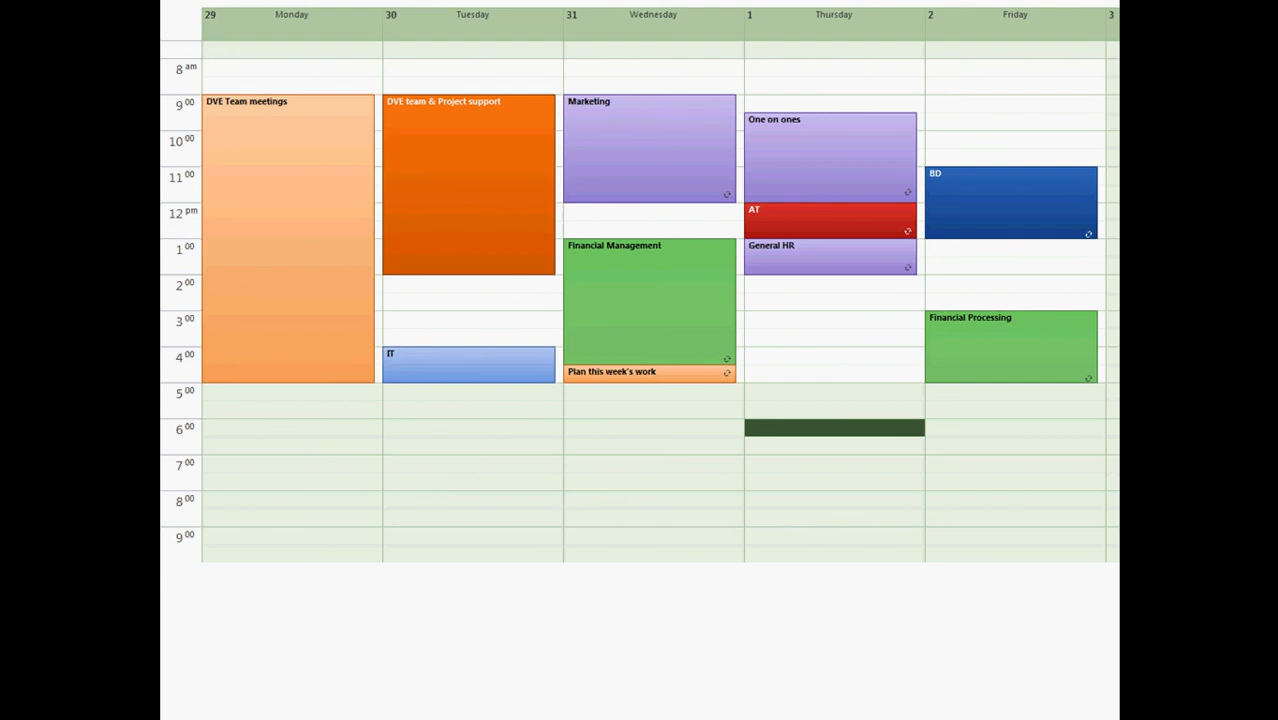 29 Monday 30 Tuesday 31 Wednesday 1 Thursday 2 Friday 3
8 am
9 00
10 00
11 00
12 pm
1 00
2 00
3 00
4 00
5 00
6 00
7 00
8 00
9 00
DVE Team meetings
DVE team & Project support
IT
Marketing
Financial Management
Plan this week's work
One on ones
AT
General HR
BD
Financial Processing